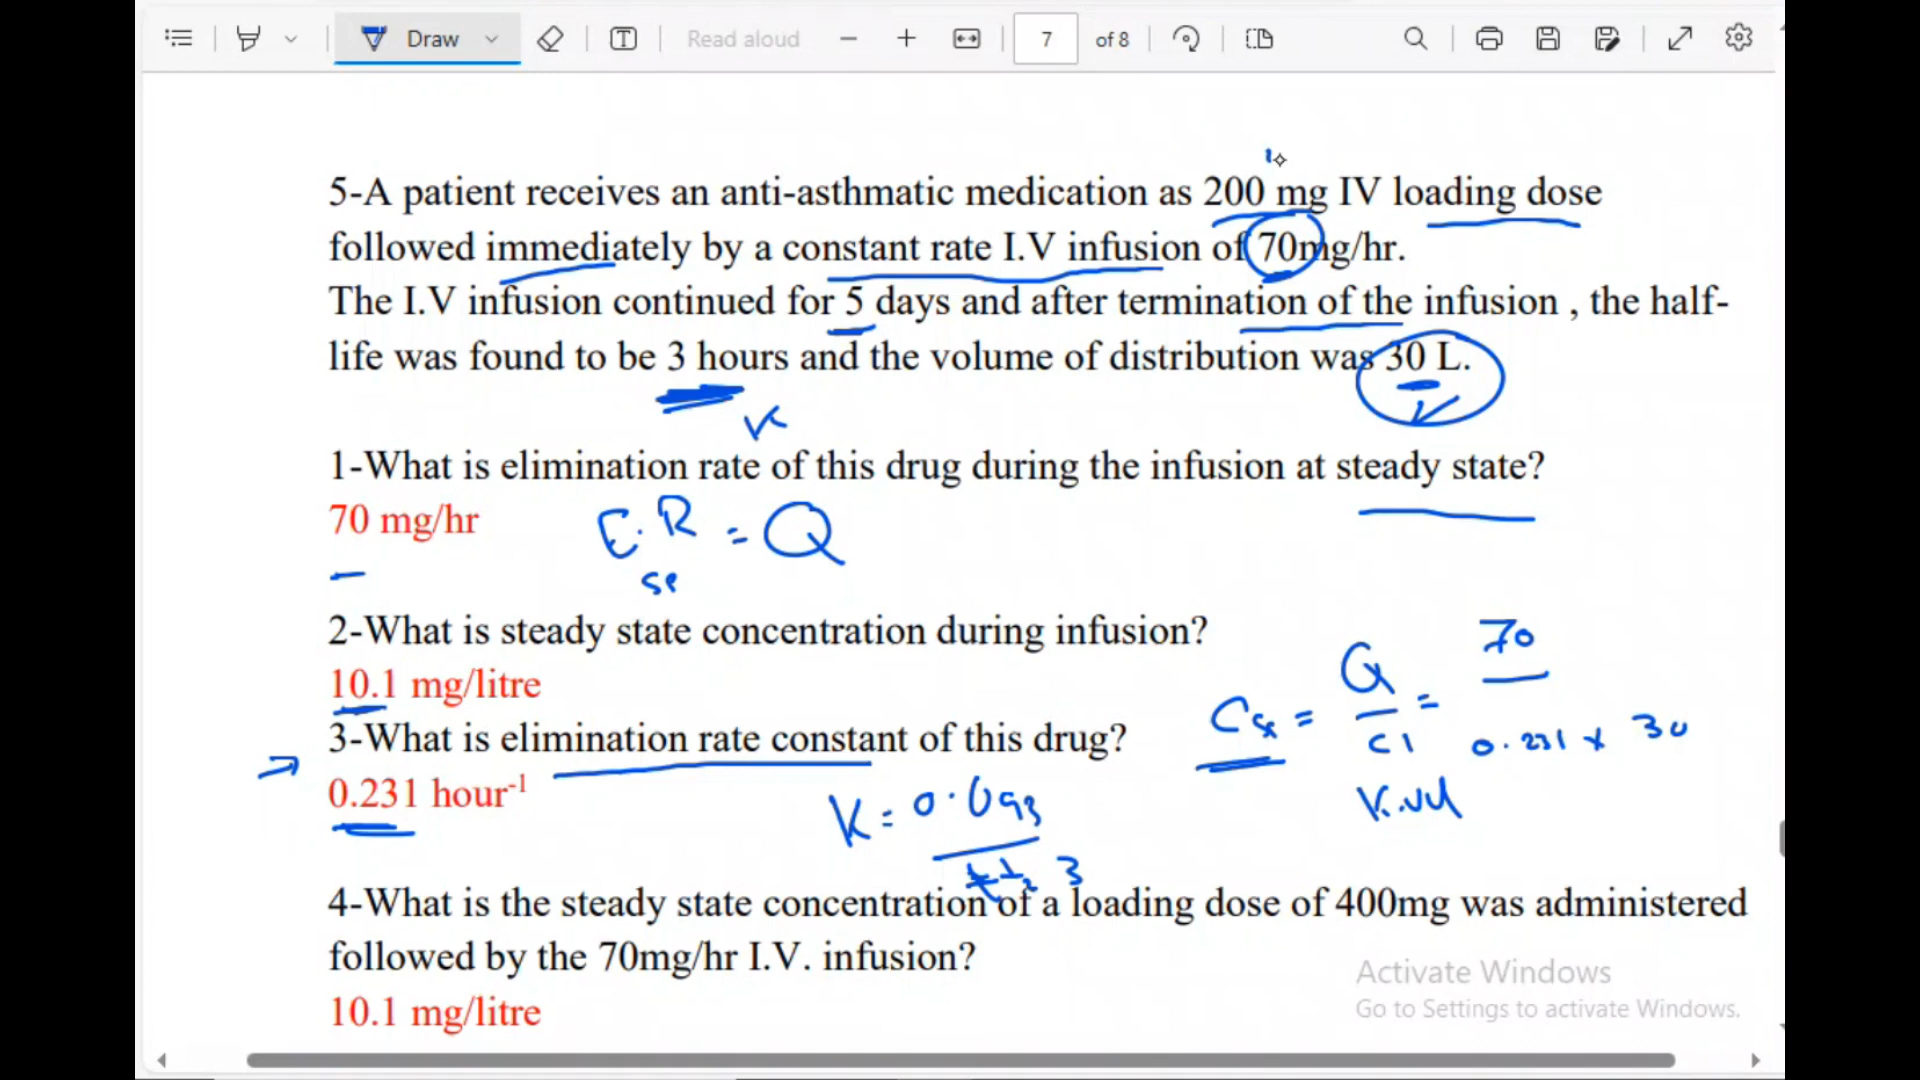 Draw
Read aloud
7 of 8
5-A patient receives an anti-asthmatic medication as 200 mg IV loading dose
followed immediately by a constant rate I.V infusion of 70mg/hr.
The I.V infusion continued for 5 days and after termination of the infusion , the half-
life was found to be 3 hours and the volume of distribution was 30 L.
K
1-What is elimination rate of this drug during the infusion at steady state?
70 mg/hr
E.R = Q
ss
2-What is steady state concentration during infusion?
10.1 mg/litre
Css = Q / Cl = 70 / 0.231 x 30
K.Vd
3-What is elimination rate constant of this drug?
0.231 hour-1
K = 0.693 / t1/2 3
4-What is the steady state concentration of a loading dose of 400mg was administered
followed by the 70mg/hr I.V. infusion?
10.1 mg/litre
Activate Windows
Go to Settings to activate Windows.